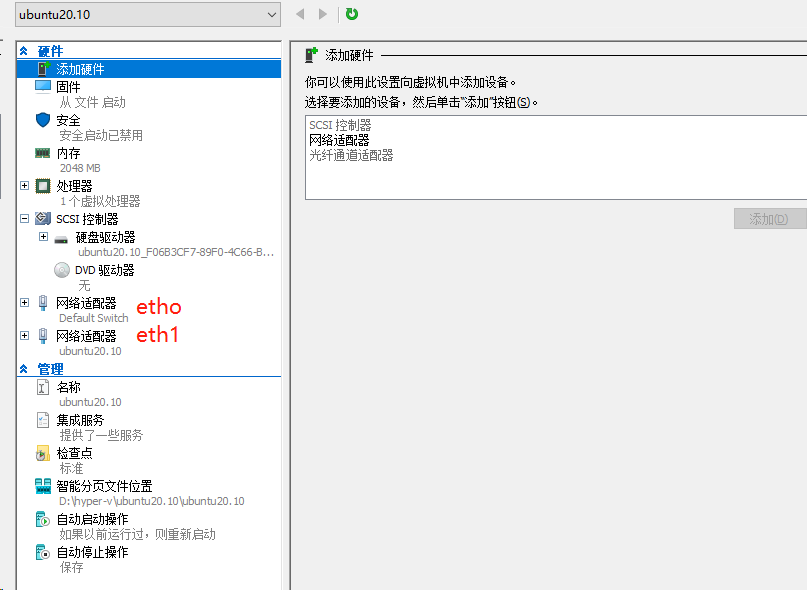 ubuntu20.10
硬件
添加硬件
固件
从 文件 启动
安全
安全启动已禁用
内存
2048 MB
处理器
1 个虚拟处理器
SCSI 控制器
硬盘驱动器
ubuntu20.10_F06B3CF7-89F0-4C66-B...
DVD 驱动器
无
网络适配器
Default Switch
etho
网络适配器
ubuntu20.10
eth1
管理
名称
ubuntu20.10
集成服务
提供了一些服务
检查点
标准
智能分页文件位置
D:\hyper-v\ubuntu20.10\ubuntu20.10
自动启动操作
如果以前运行过，则重新启动
自动停止操作
保存
添加硬件
你可以使用此设置向虚拟机中添加设备。
选择要添加的设备，然后单击"添加"按钮(S)。
SCSI 控制器
网络适配器
光纤通道适配器
添加(D)